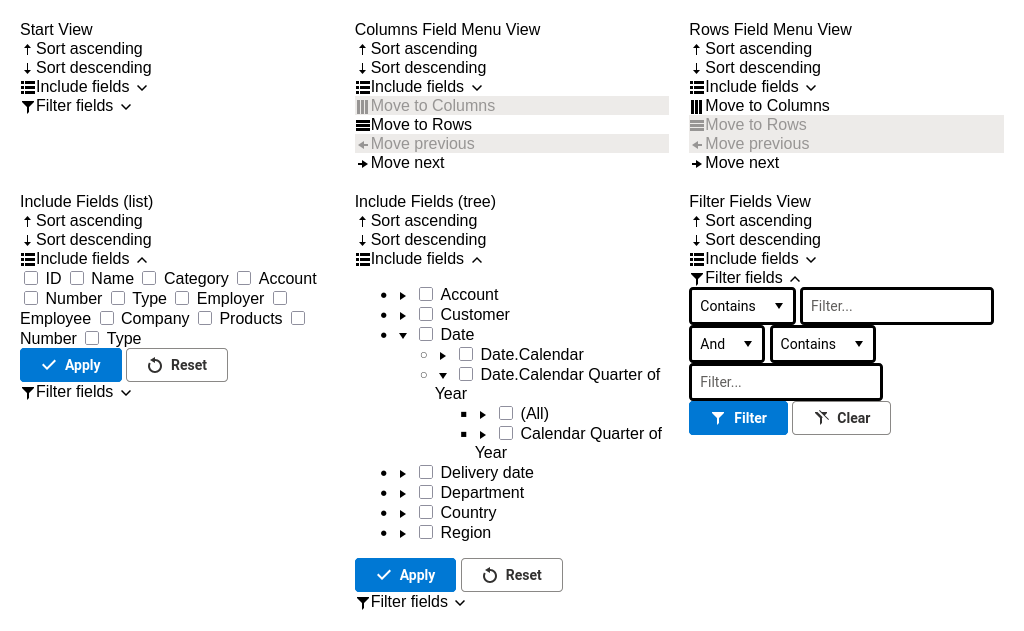 Start View
Sort ascending
Sort descending
Include fields
Filter fields
Columns Field Menu View
Sort ascending
Sort descending
Include fields
Move to Columns
Move to Rows
Move previous
Move next
Rows Field Menu View
Sort ascending
Sort descending
Include fields
Move to Columns
Move to Rows
Move previous
Move next
Include Fields (list)
Sort ascending
Sort descending
Include fields
ID Name Category Account
Number Type Employer
Employee Company Products
Number Type
Apply Reset
Filter fields
Include Fields (tree)
Sort ascending
Sort descending
Include fields
Account
Customer
Date
Date.Calendar
Date.Calendar Quarter of
Year
(All)
Calendar Quarter of
Year
Delivery date
Department
Country
Region
Apply Reset
Filter fields
Filter Fields View
Sort ascending
Sort descending
Include fields
Filter fields
Contains Filter...
And Contains
Filter...
Filter Clear